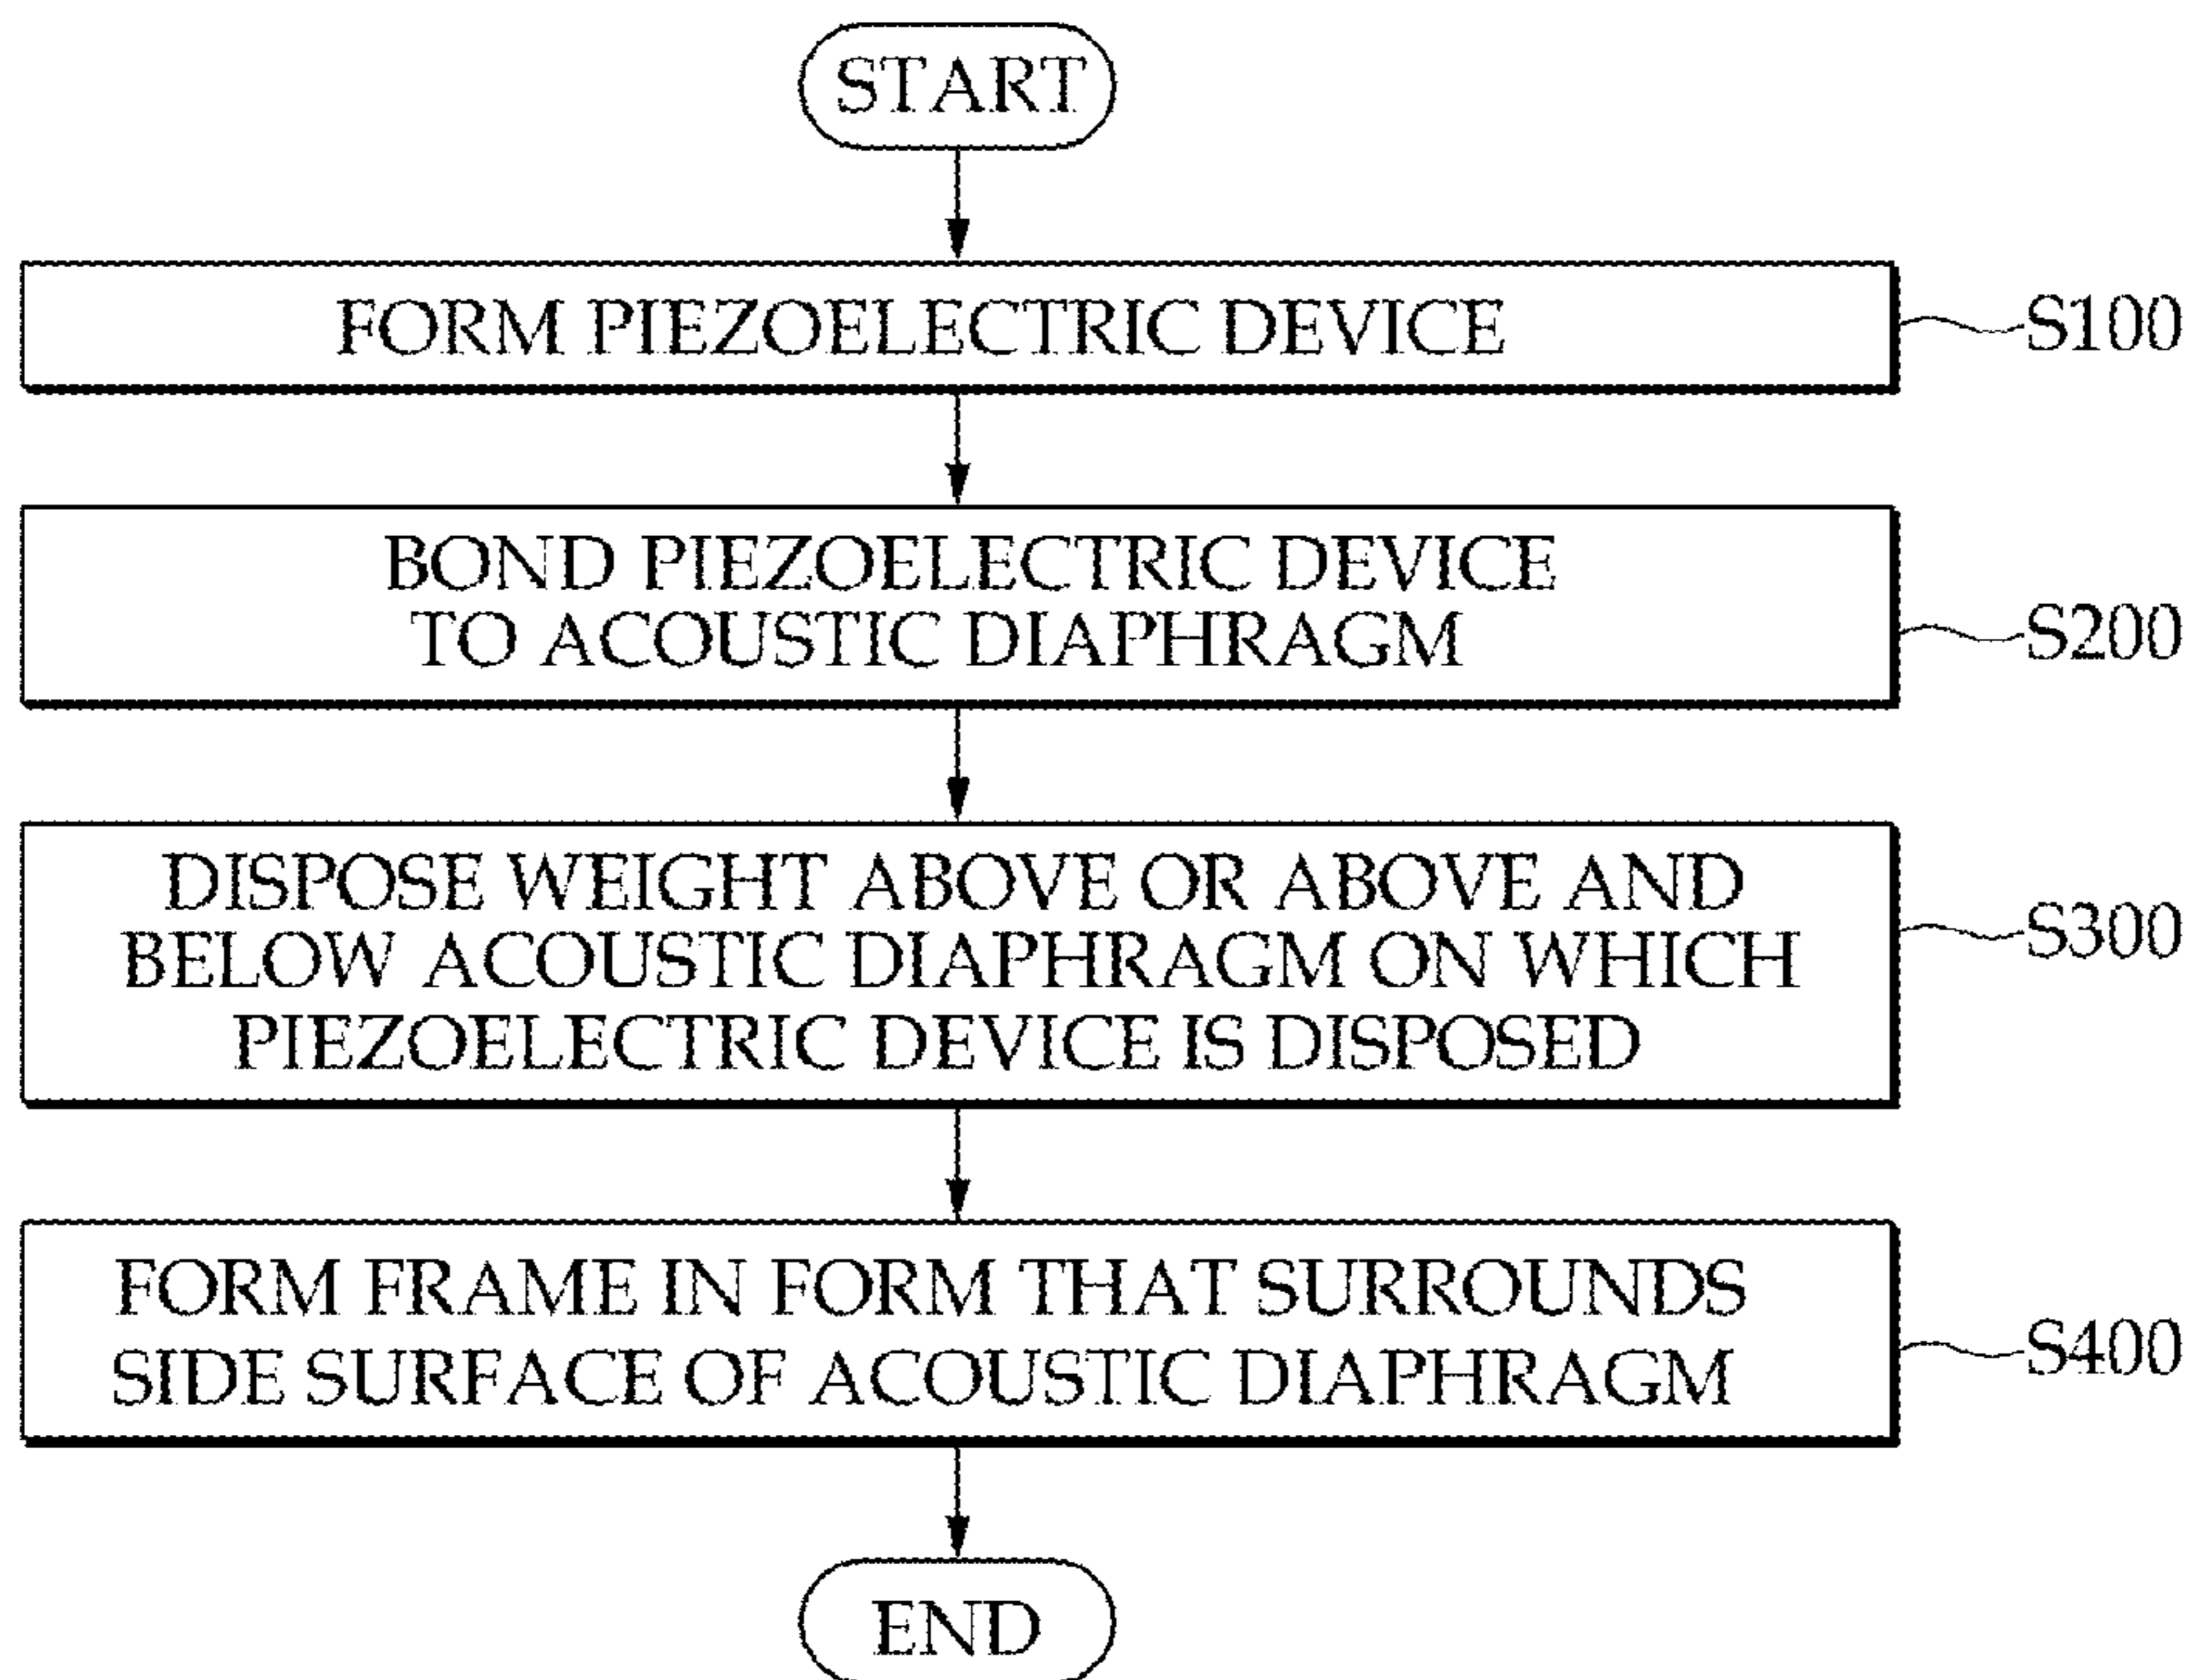 START
FORM PIEZOELECTRIC DEVICE
S100
BOND PIEZOELECTRIC DEVICE
TO ACOUSTIC DIAPHRAGM
S200
DISPOSE WEIGHT ABOVE OR ABOVE AND
BELOW ACOUSTIC DIAPHRAGM ON WHICH
PIEZOELECTRIC DEVICE IS DISPOSED
S300
FORM FRAME IN FORM THAT SURROUNDS
SIDE SURFACE OF ACOUSTIC DIAPHRAGM
S400
END